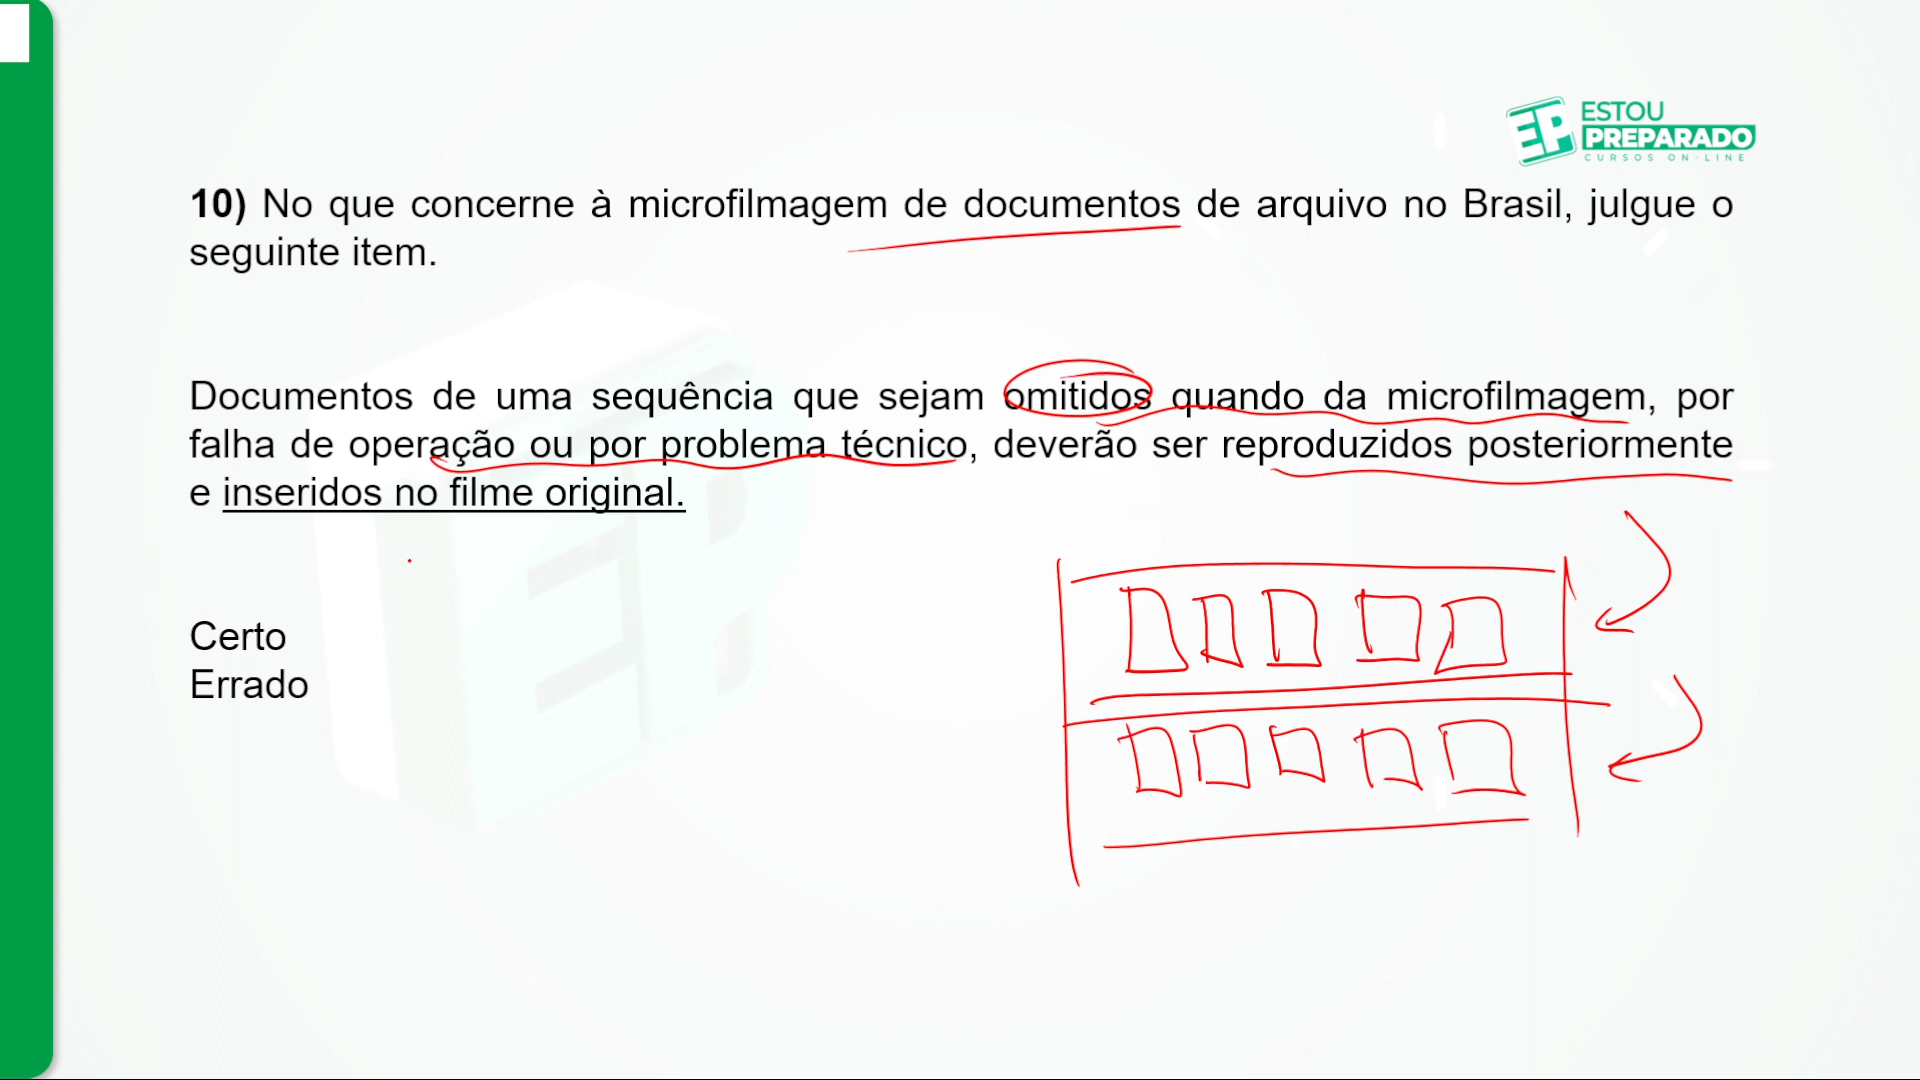 ESTOU
PREPARADO
CURSOS ON-LINE
10) No que concerne à microfilmagem de documentos de arquivo no Brasil, julgue o
seguinte item.
Documentos de uma sequência que sejam omitidos quando da microfilmagem, por
falha de operação ou por problema técnico, deverão ser reproduzidos posteriormente
e inseridos no filme original.
Certo
Errado